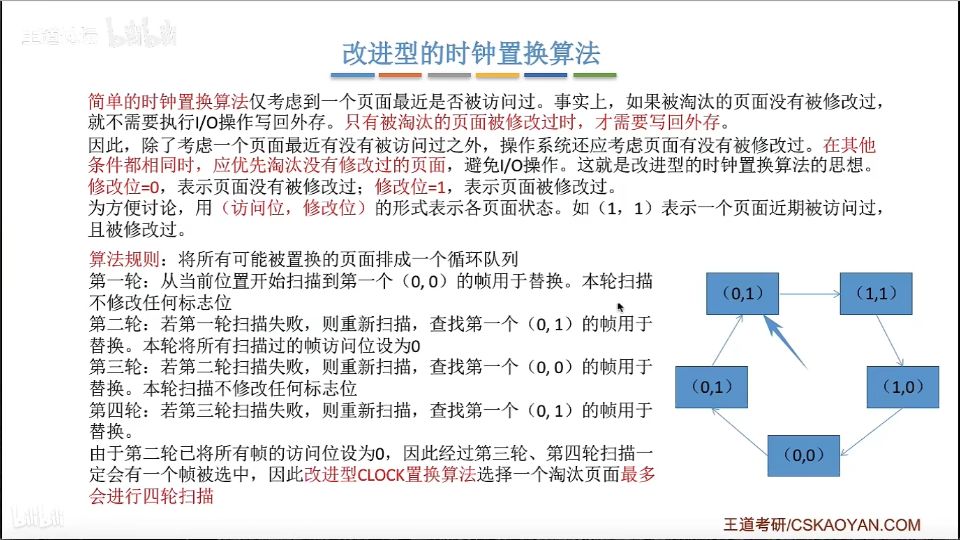 王道考研 bilibili
改进型的时钟置换算法
简单的时钟置换算法仅考虑到一个页面最近是否被访问过。事实上，如果被淘汰的页面没有被修改过，
就不需要执行I/O操作写回外存。只有被淘汰的页面被修改过时，才需要写回外存。
因此，除了考虑一个页面最近有没有被访问过之外，操作系统还应考虑页面有没有被修改过。在其他
条件都相同时，应优先淘汰没有修改过的页面，避免I/O操作。这就是改进型的时钟置换算法的思想。
修改位=0，表示页面没有被修改过；修改位=1，表示页面被修改过。
为方便讨论，用（访问位，修改位）的形式表示各页面状态。如（1，1）表示一个页面近期被访问过，
且被修改过。
算法规则：将所有可能被置换的页面排成一个循环队列
第一轮：从当前位置开始扫描到第一个（0, 0）的帧用于替换。本轮扫描
不修改任何标志位
第二轮：若第一轮扫描失败，则重新扫描，查找第一个（0, 1）的帧用于
替换。本轮将所有扫描过的帧访问位设为0
第三轮：若第二轮扫描失败，则重新扫描，查找第一个（0, 0）的帧用于
替换。本轮扫描不修改任何标志位
第四轮：若第三轮扫描失败，则重新扫描，查找第一个（0, 1）的帧用于
替换。
由于第二轮已将所有帧的访问位设为0，因此经过第三轮、第四轮扫描一
定会有一个帧被选中，因此改进型CLOCK置换算法选择一个淘汰页面最多
会进行四轮扫描
（0,1）
（1,1）
（0,1）
（1,0）
（0,0）
bilibili
王道考研/CSKAOYAN.COM